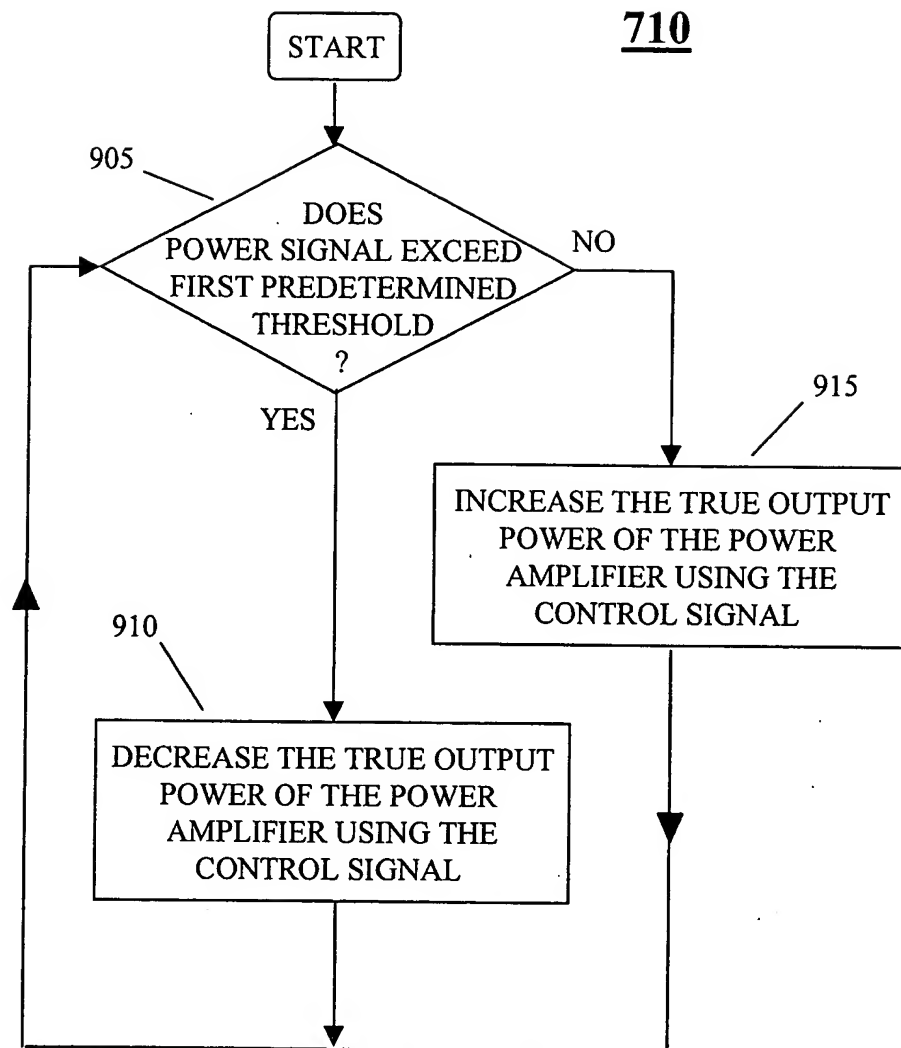 710
START
905
DOES
POWER SIGNAL EXCEED
FIRST PREDETERMINED
THRESHOLD
?
NO
YES
915
INCREASE THE TRUE OUTPUT
POWER OF THE POWER
AMPLIFIER USING THE
CONTROL SIGNAL
910
DECREASE THE TRUE OUTPUT
POWER OF THE POWER
AMPLIFIER USING THE
CONTROL SIGNAL